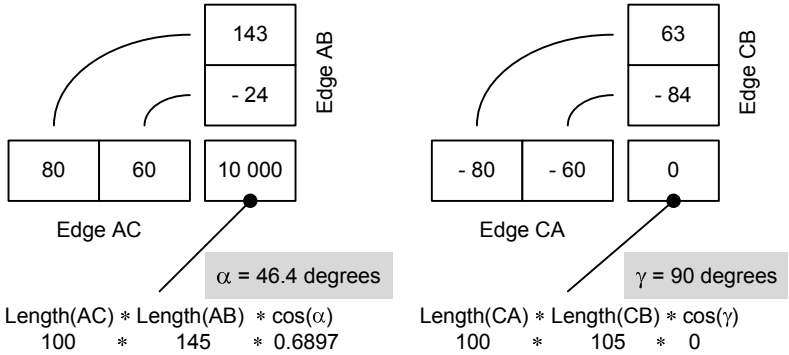 143
- 24
Edge AB
80 60 10 000
Edge AC
α = 46.4 degrees
Length(AC) * Length(AB) * cos(α)
100 * 145 * 0.6897
63
- 84
Edge CB
- 80 - 60 0
Edge CA
γ = 90 degrees
Length(CA) * Length(CB) * cos(γ)
100 * 105 * 0